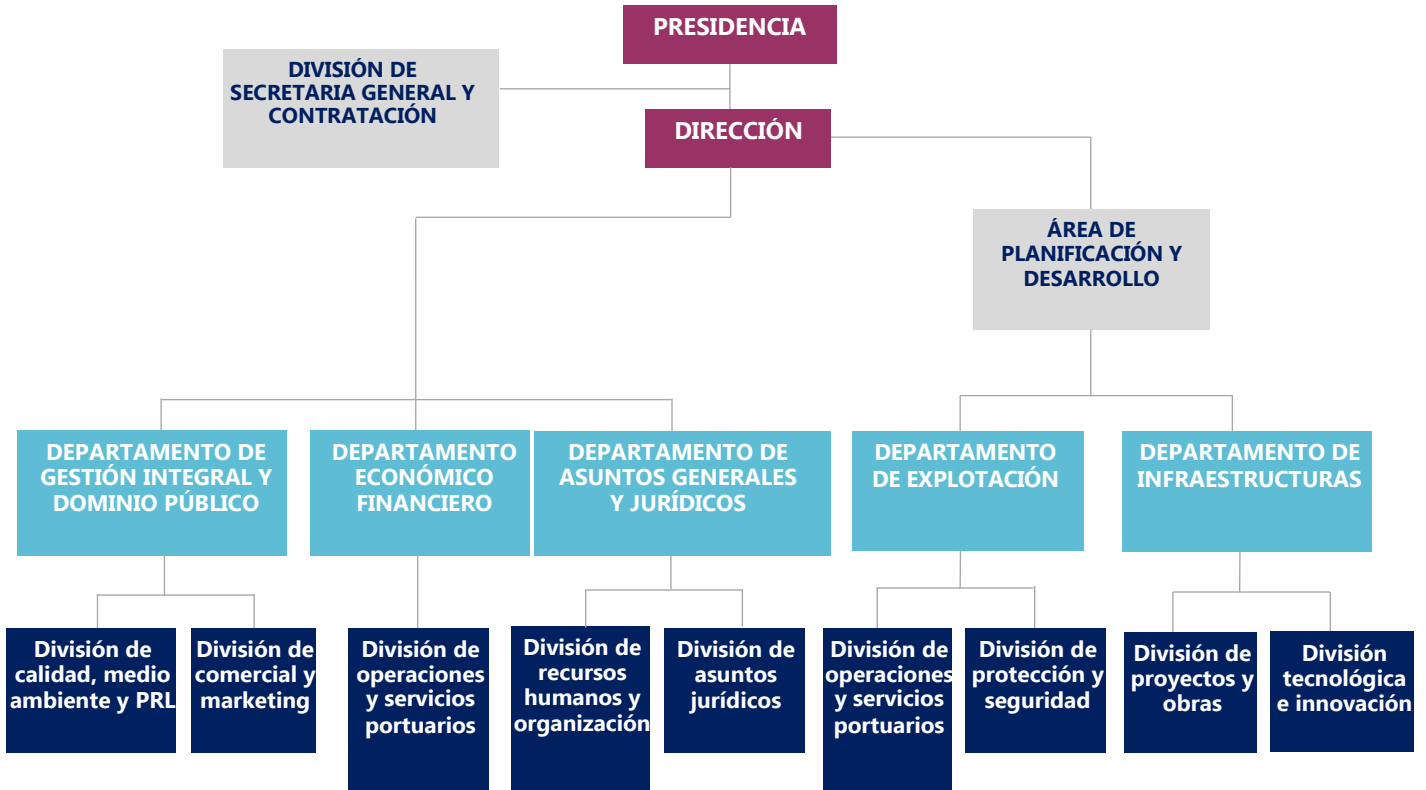 PRESIDENCIA
DIVISIÓN DE
SECRETARIA GENERAL Y
CONTRATACIÓN
DIRECCIÓN
ÁREA DE
PLANIFICACIÓN Y
DESARROLLO
DEPARTAMENTO DE
GESTIÓN INTEGRAL Y
DOMINIO PÚBLICO
DEPARTAMENTO
ECONÓMICO
FINANCIERO
DEPARTAMENTO DE
ASUNTOS GENERALES
Y JURÍDICOS
DEPARTAMENTO
DE EXPLOTACIÓN
DEPARTAMENTO DE
INFRAESTRUCTURAS
División de
calidad, medio
ambiente y PRL
División de
comercial y
marketing
División de
operaciones
y servicios
portuarios
División de
recursos
humanos y
organización
División de
asuntos
jurídicos
División de
operaciones
y servicios
portuarios
División de
protección y
seguridad
División de
proyectos y
obras
División
tecnológica
e innovación